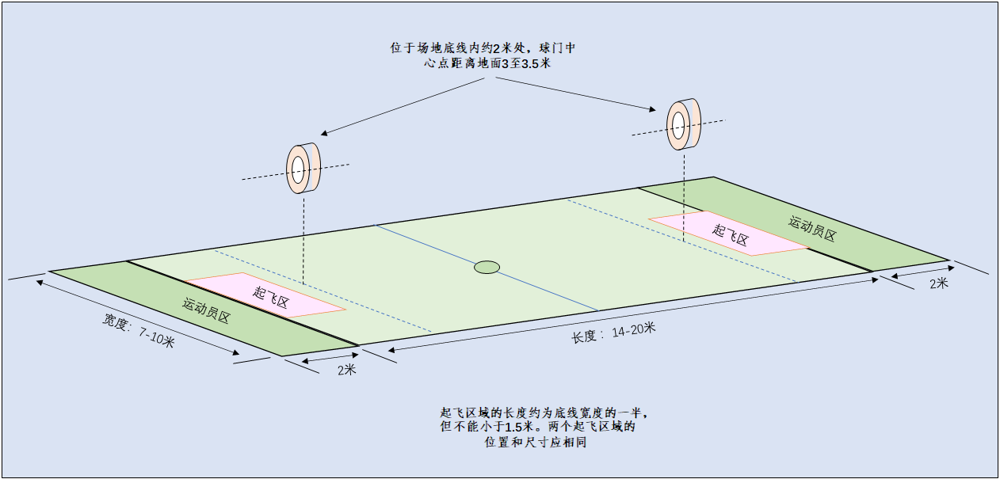 位于场地底线内约2米处，球门中
心点距离地面3至3.5米
运动员区
起飞区
起飞区
运动员区
2米
宽度：7-10米
长度：14-20米
2米
起飞区域的长度约为底线宽度的一半，
但不能小于1.5米。两个起飞区域的
位置和尺寸应相同